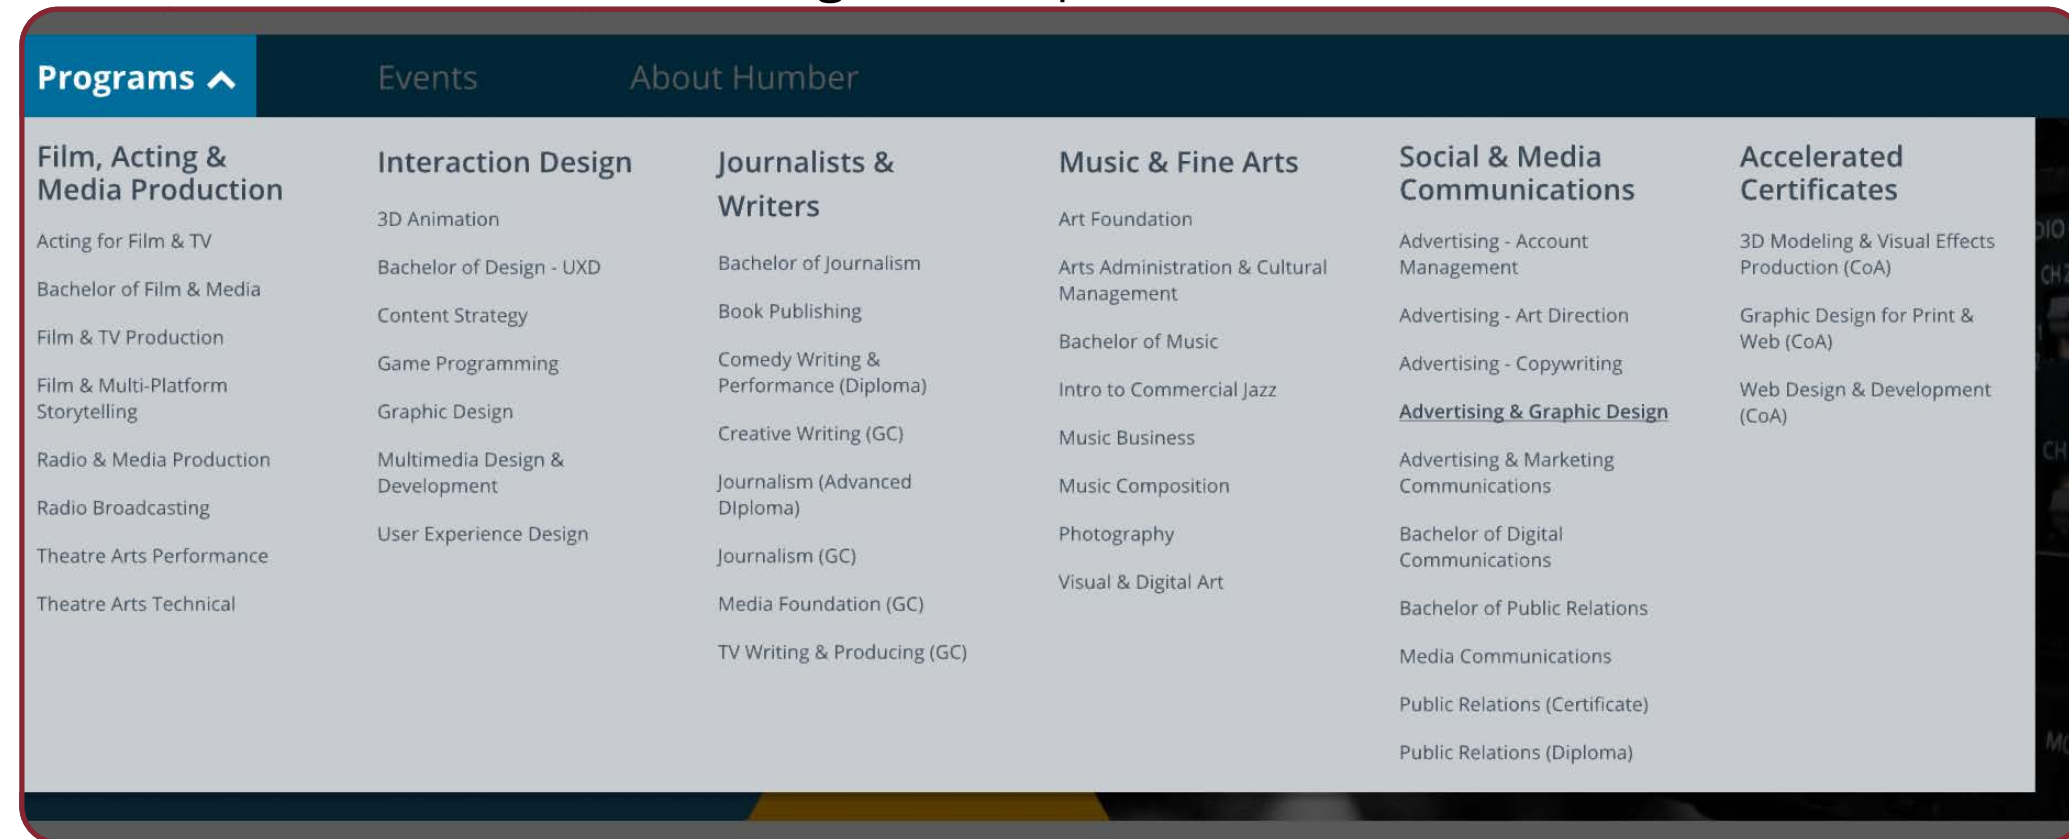 Programs
Events
About Humber
Film, Acting &
Media Production
Acting for Film & TV
Bachelor of Film & Media
Film & TV Production
Film & Multi-Platform
Storytelling
Radio & Media Production
Radio Broadcasting
Theatre Arts Performance
Theatre Arts Technical
Interaction Design
3D Animation
Bachelor of Design - UXD
Content Strategy
Game Programming
Graphic Design
Multimedia Design &
Development
User Experience Design
Journalists &
Writers
Bachelor of Journalism
Book Publishing
Comedy Writing &
Performance (Diploma)
Creative Writing (GC)
Journalism (Advanced
DIploma)
Journalism (GC)
Media Foundation (GC)
TV Writing & Producing (GC)
Music & Fine Arts
Art Foundation
Arts Administration & Cultural
Management
Bachelor of Music
Intro to Commercial Jazz
Music Business
Music Composition
Photography
Visual & Digital Art
Social & Media
Communications
Advertising - Account
Management
Advertising - Art Direction
Advertising - Copywriting
Advertising & Graphic Design
Advertising & Marketing
Communications
Bachelor of Digital
Communications
Bachelor of Public Relations
Media Communications
Public Relations (Certificate)
Public Relations (Diploma)
Accelerated
Certificates
3D Modeling & Visual Effects
Production (CoA)
Graphic Design for Print &
Web (CoA)
Web Design & Development
(CoA)